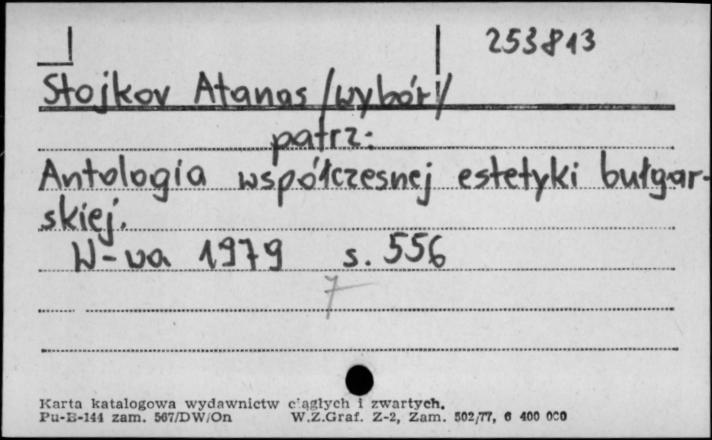 253813
Stojkov Atanas /wybór/
patrz:
Antologia współczesnej estetyki bułgar-
skiej.
W-wa 1979 s. 556
7
Karta katalogowa wydawnictw ciągłych i zwartych.
Pu-B-144 zam. 567/DW/On W.Z.Graf. Z-2, Zam. 502/77, 6 400 000